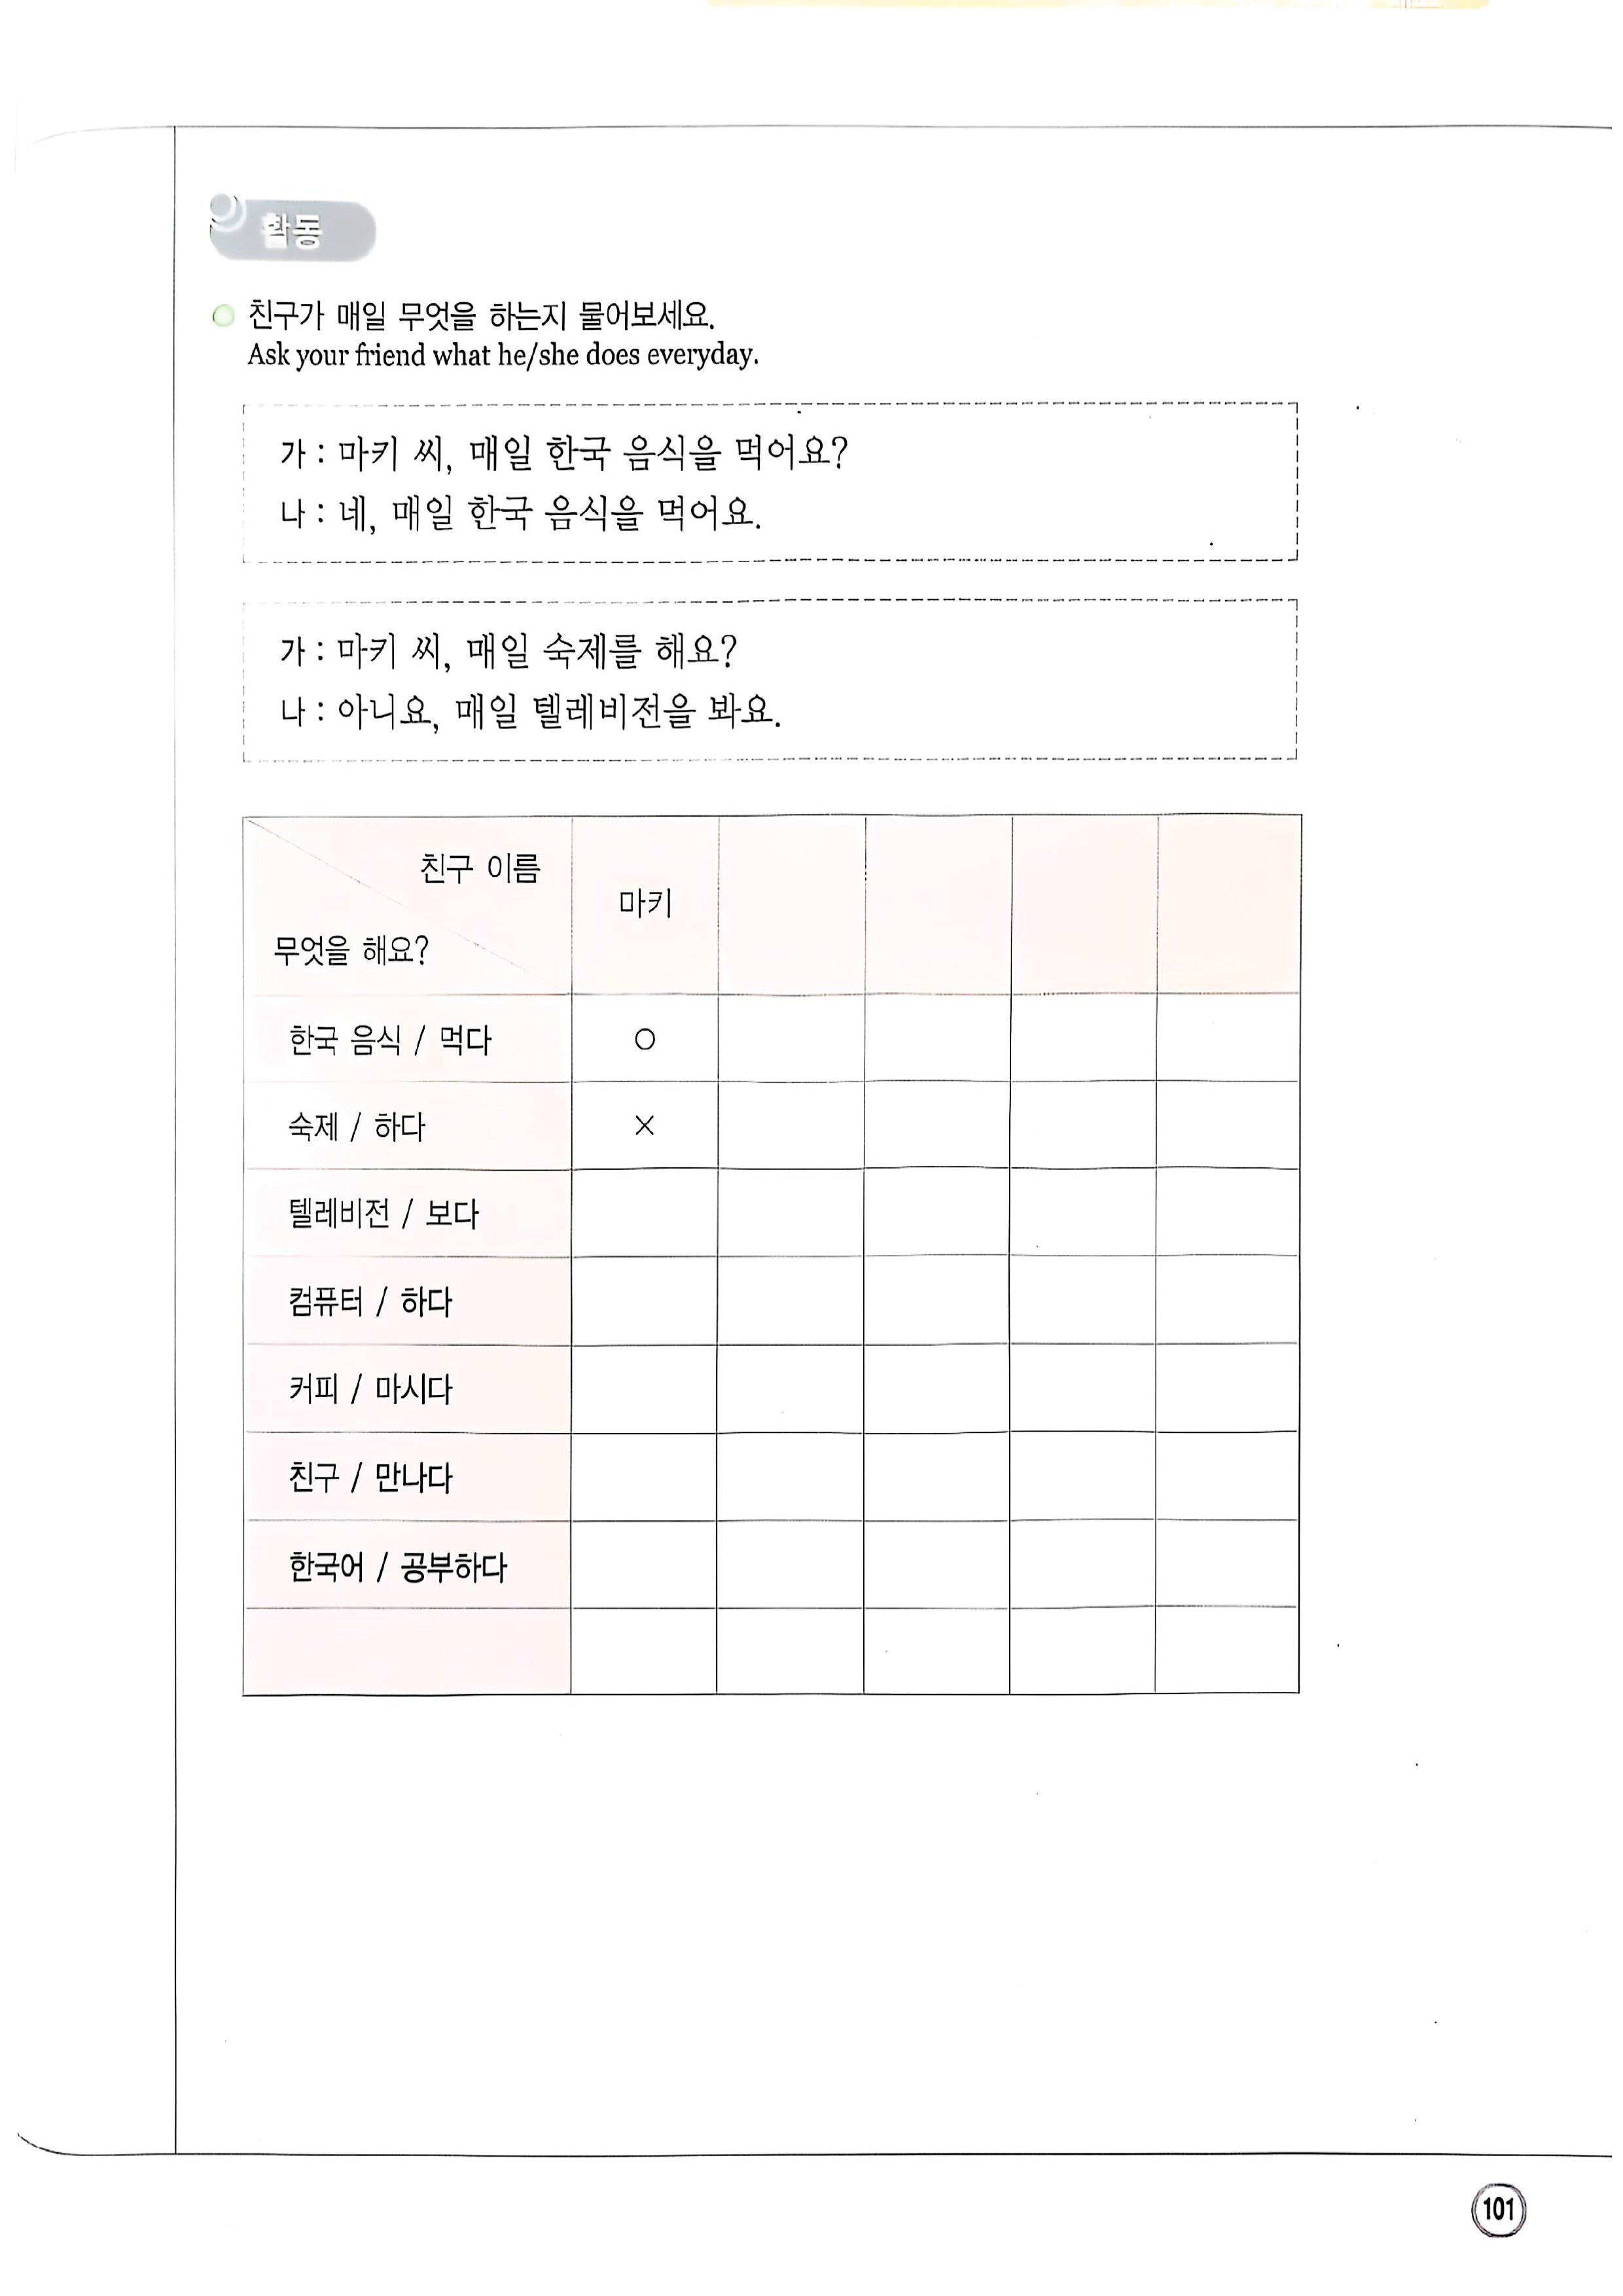 활동
친구가 매일 무엇을 하는지 물어보세요.
Ask your friend what he/she does everyday.
가 : 마키 씨, 매일 한국 음식을 먹어요?
나 : 네, 매일 한국 음식을 먹어요.
가 : 마키 씨, 매일 숙제를 해요?
나 : 아니요, 매일 텔레비전을 봐요.
친구 이름
마키
무엇을 해요?
한국 음식 / 먹다 ○
숙제 / 하다 ×
텔레비전 / 보다
컴퓨터 / 하다
커피 / 마시다
친구 / 만나다
한국어 / 공부하다
101